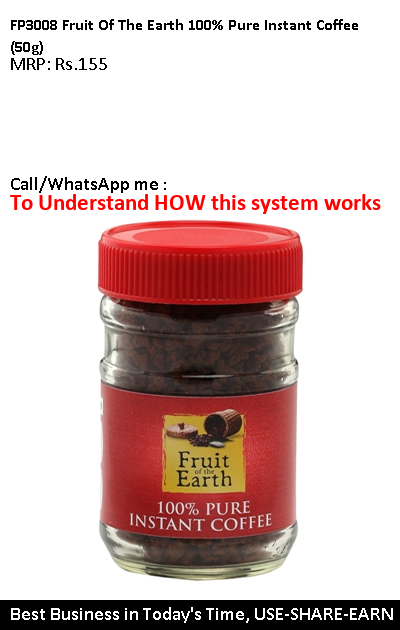 FP3008 Fruit Of The Earth 100% Pure Instant Coffee
(50g)
MRP: Rs.155
Call/WhatsApp me :
To Understand HOW this system works
Fruit
of the
Earth
100% PURE
INSTANT COFFEE
Best Business in Today's Time, USE-SHARE-EARN